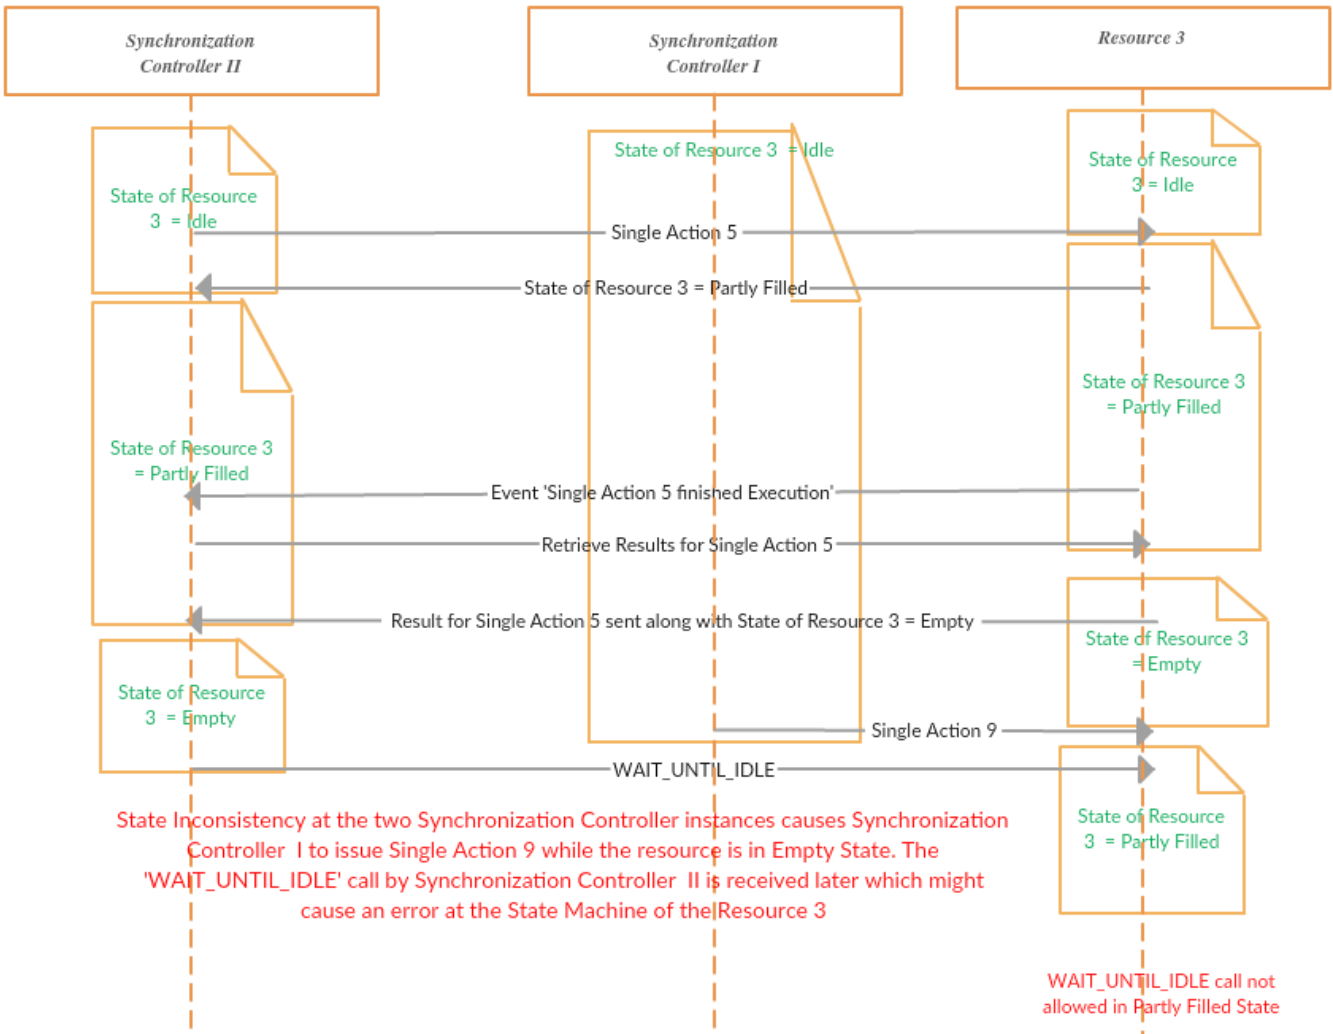 Synchronization
Controller II
Synchronization
Controller I
Resource 3
State of Resource 3 = Idle
State of Resource
3 = Idle
State of Resource
3 = Idle
Single Action 5
State of Resource 3 = Partly Filled
State of Resource 3
= Partly Filled
State of Resource 3
= Partly Filled
Event 'Single Action 5 finished Execution'
Retrieve Results for Single Action 5
Result for Single Action 5 sent along with State of Resource 3 = Empty
State of Resource 3
= Empty
State of Resource
3 = Empty
Single Action 9
WAIT_UNTIL_IDLE
State of Resource
3 = Partly Filled
State Inconsistency at the two Synchronization Controller instances causes Synchronization
Controller I to issue Single Action 9 while the resource is in Empty State. The
'WAIT_UNTIL_IDLE' call by Synchronization Controller II is received later which might
cause an error at the State Machine of the Resource 3
WAIT_UNTIL_IDLE call not
allowed in Partly Filled State